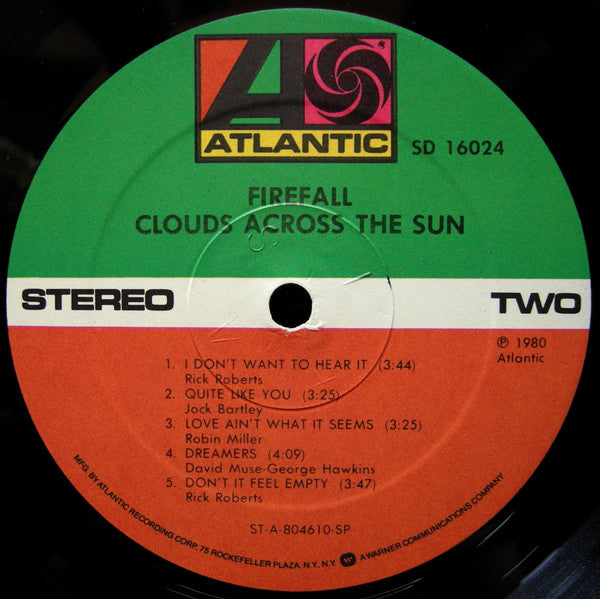 ATLANTIC
SD 16024
FIREFALL
CLOUDS ACROSS THE SUN
STEREO
TWO
℗ 1980
Atlantic
1. I DON'T WANT TO HEAR IT (3:44)
Rick Roberts
2. QUITE LIKE YOU (3:25)
Jock Bartley
3. LOVE AIN'T WHAT IT SEEMS (3:25)
Robin Miller
4. DREAMERS (4:09)
David Muse-George Hawkins
5. DON'T IT FEEL EMPTY (3:47)
Rick Roberts
ST-A-804610-SP
MFG. BY ATLANTIC RECORDING CORP. 75 ROCKEFELLER PLAZA, N.Y., N.Y. A WARNER COMMUNICATIONS COMPANY